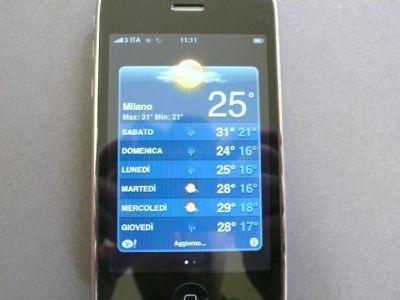 3 ITA 11:11
Milano 25°
Max: 31° Min: 21°
SABATO 31° 21°
DOMENICA 24° 16°
LUNEDÌ 25° 16°
MARTEDÌ 28° 16°
MERCOLEDÌ 29° 18°
GIOVEDÌ 28° 17°
Y! Aggiorno... i